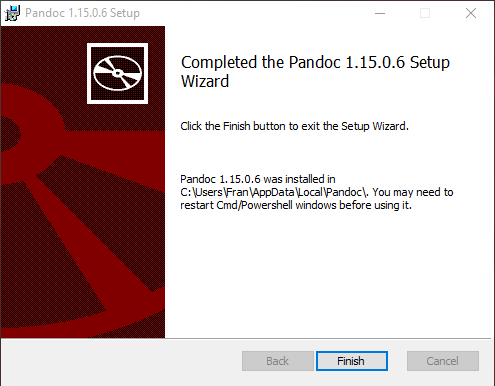 Pandoc 1.15.0.6 Setup
Completed the Pandoc 1.15.0.6 Setup
Wizard
Click the Finish button to exit the Setup Wizard.
Pandoc 1.15.0.6 was installed in
C:\Users\Fran\AppData\Local\Pandoc\. You may need to
restart Cmd/Powershell windows before using it.
Back
Finish
Cancel